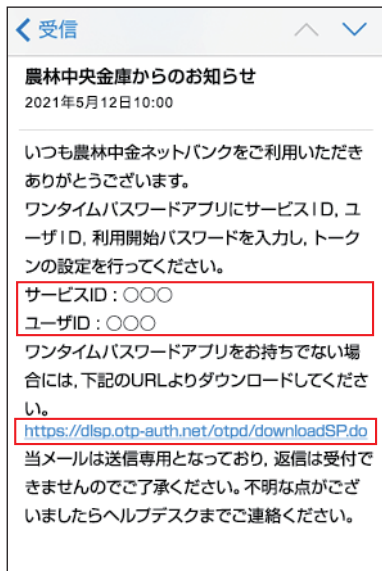 受信
農林中央金庫からのお知らせ
2021年5月12日10:00
いつも農林中金ネットバンクをご利用いただき
ありがとうございます。
ワンタイムパスワードアプリにサービスID, ユ
ーザID, 利用開始パスワードを入力し, トーク
ンの設定を行ってください。
サービスID：○○○
ユーザID：○○○
ワンタイムパスワードアプリをお持ちでない場
合には, 下記のURLよりダウンロードしてくださ
い。
https://dlsp.otp-auth.net/otpd/downloadSP.do
当メールは送信専用となっており, 返信は受付で
きませんのでご了承ください。不明な点がござ
いましたらヘルプデスクまでご連絡ください。